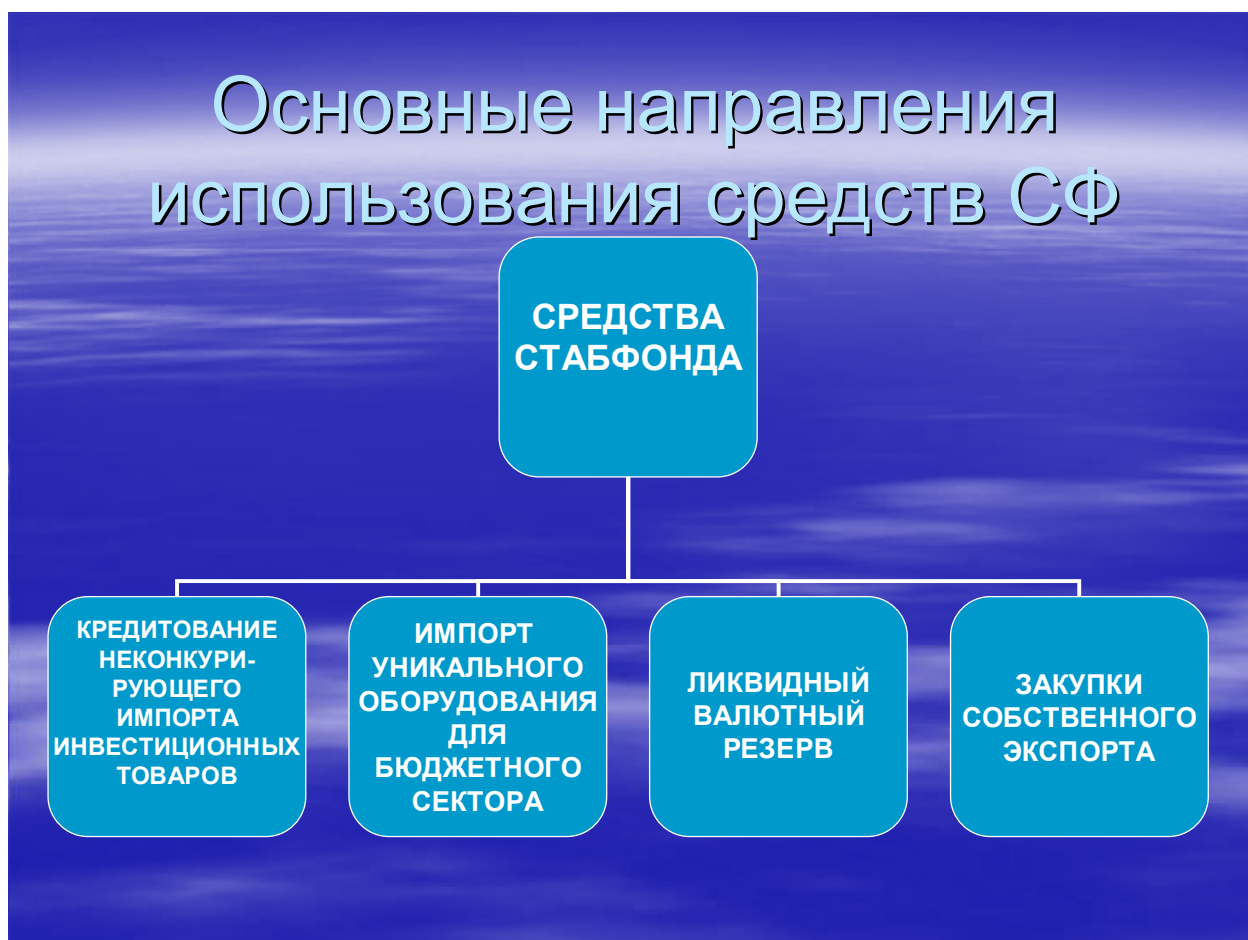 Основные направления
использования средств СФ
СРЕДСТВА
СТАБФОНДА
КРЕДИТОВАНИЕ
НЕКОНКУРИ-
РУЮЩЕГО
ИМПОРТА
ИНВЕСТИЦИОННЫХ
ТОВАРОВ
ИМПОРТ
УНИКАЛЬНОГО
ОБОРУДОВАНИЯ
ДЛЯ
БЮДЖЕТНОГО
СЕКТОРА
ЛИКВИДНЫЙ
ВАЛЮТНЫЙ
РЕЗЕРВ
ЗАКУПКИ
СОБСТВЕННОГО
ЭКСПОРТА